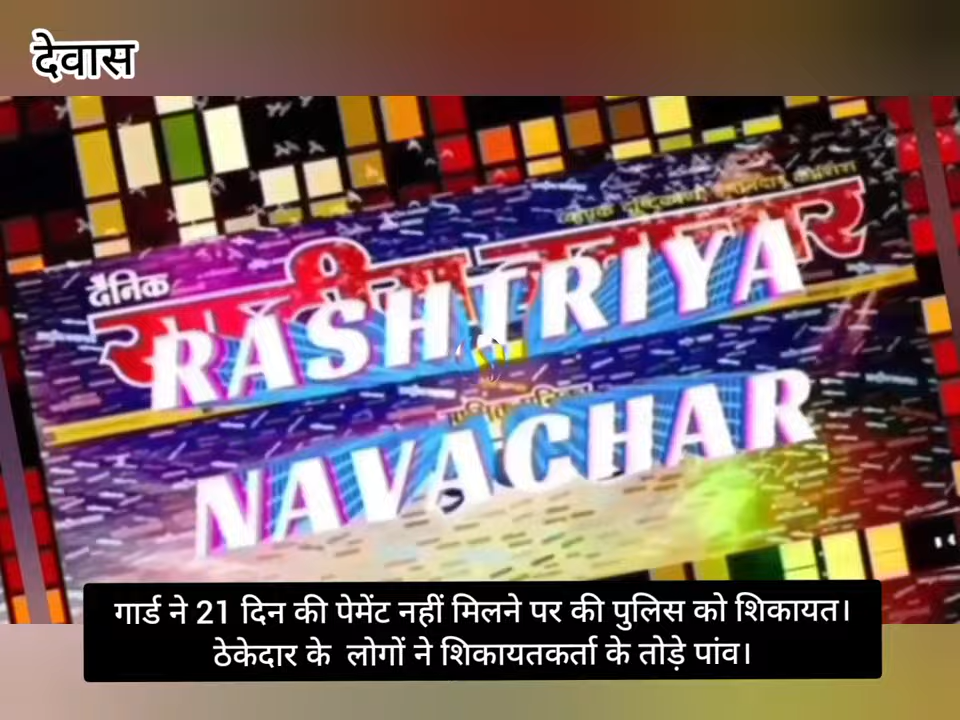 देवास
दैनिक
RASHTRIYA
NAVACHAR
गार्ड ने 21 दिन की पेमेंट नहीं मिलने पर की पुलिस को शिकायत।
ठेकेदार के लोगों ने शिकायतकर्ता के तोड़े पांव।